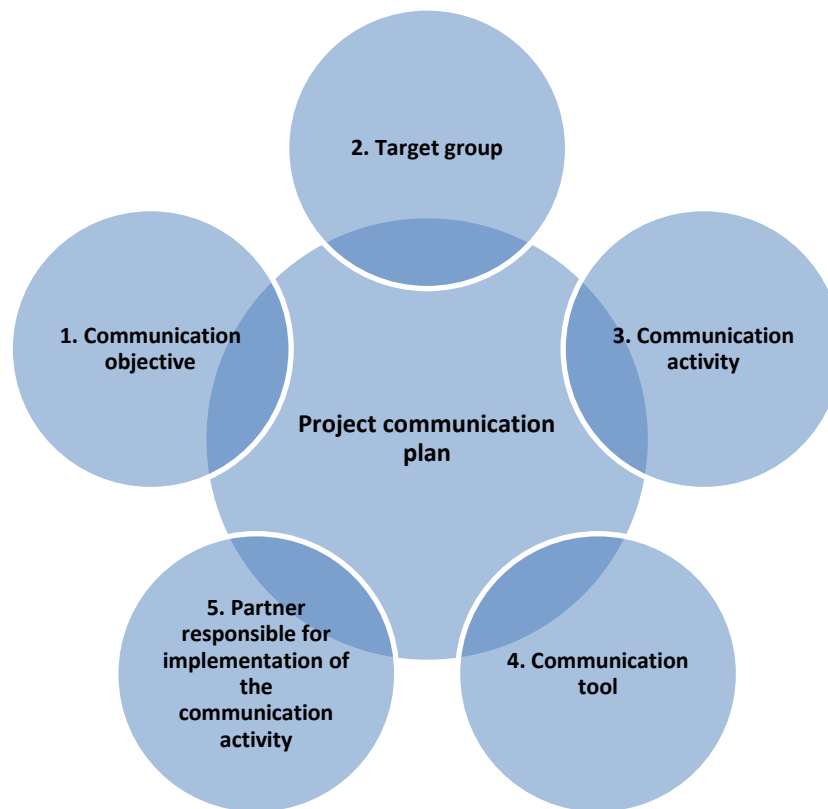 2. Target group
1. Communication
objective
3. Communication
activity
Project communication
plan
5. Partner
responsible for
implementation of
the
communication
activity
4. Communication
tool